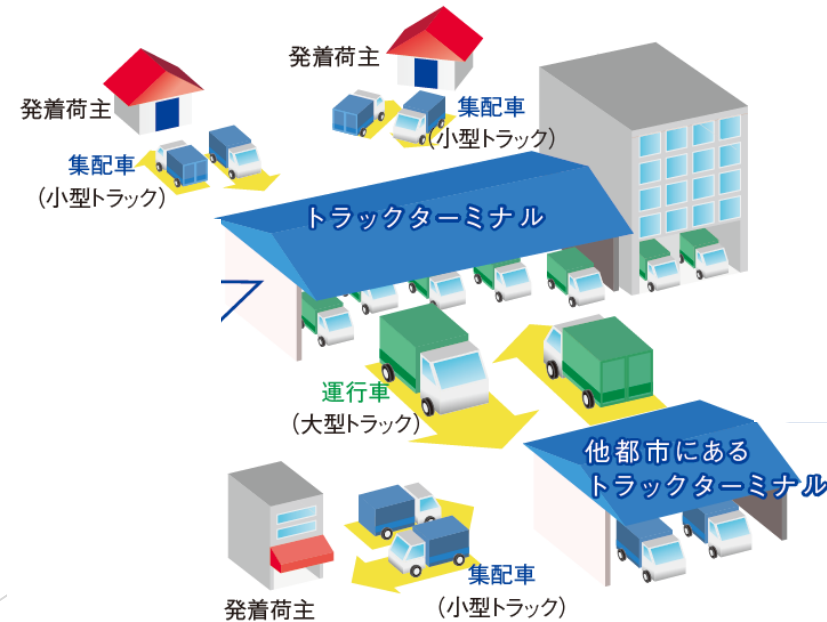 発着荷主
集配車
(小型トラック)
発着荷主
集配車
(小型トラック)
トラックターミナル
運行車
(大型トラック)
他都市にある
トラックターミナル
発着荷主
集配車
(小型トラック)